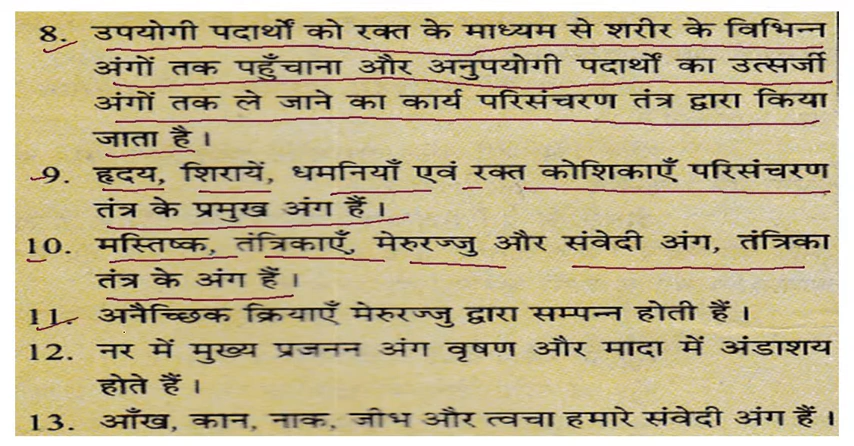 8. उपयोगी पदार्थों को रक्त के माध्यम से शरीर के विभिन्न
अंगों तक पहुँचाना और अनुपयोगी पदार्थों का उत्सर्जी
अंगों तक ले जाने का कार्य परिसंचरण तंत्र द्वारा किया
जाता है।
9. हृदय, शिरायें, धमनियाँ एवं रक्त कोशिकाएँ परिसंचरण
तंत्र के प्रमुख अंग हैं।
10. मस्तिष्क, तंत्रिकाएँ, मेरुरज्जु और संवेदी अंग, तंत्रिका
तंत्र के अंग हैं।
11. अनैच्छिक क्रियाएँ मेरुरज्जु द्वारा सम्पन्न होती हैं।
12. नर में मुख्य प्रजनन अंग वृषण और मादा में अंडाशय
होते हैं।
13. आँख, कान, नाक, जीभ और त्वचा हमारे संवेदी अंग हैं।